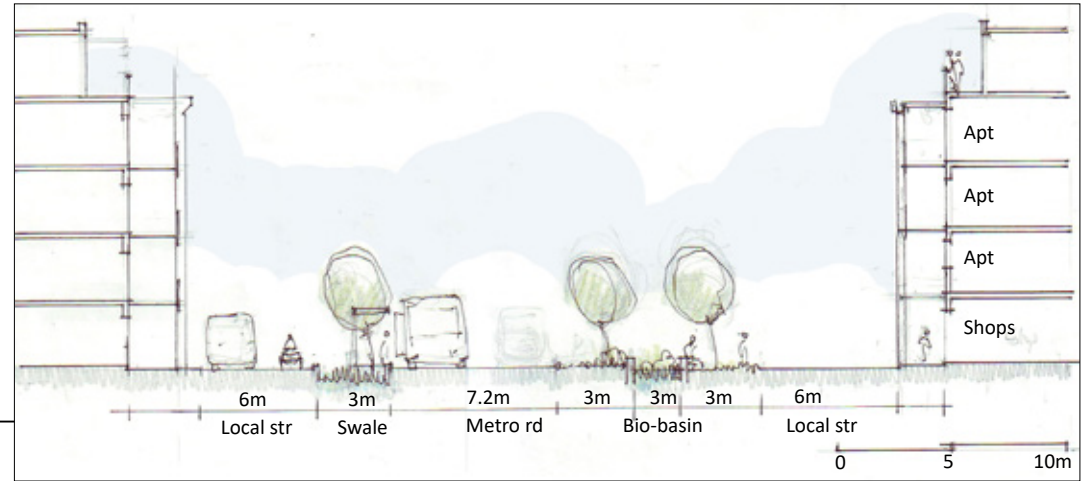 Apt
Apt
Apt
Shops
6m 3m 7.2m 3m 3m 3m 6m
Local str Swale Metro rd Bio-basin Local str
0 5 10m